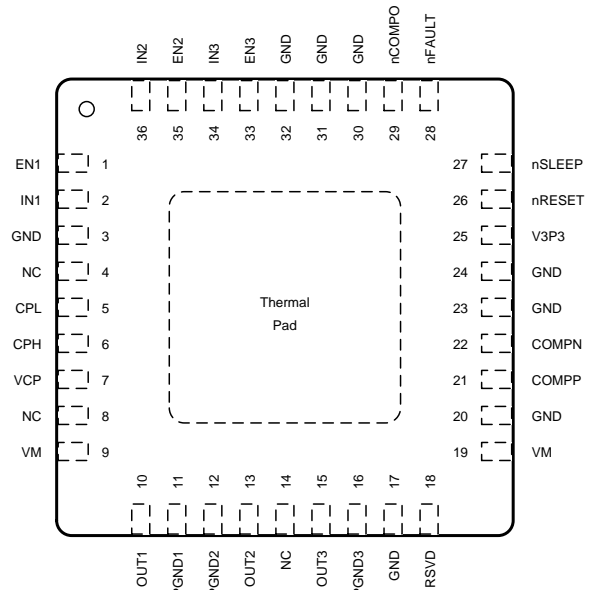 IN2
EN2
IN3
EN3
GND
GND
GND
nCOMPO
nFAULT
36
35
34
33
32
31
30
29
28
EN1 1
IN1 2
GND 3
NC 4
CPL 5
CPH 6
VCP 7
NC 8
VM 9
Thermal
Pad
27 nSLEEP
26 nRESET
25 V3P3
24 GND
23 GND
22 COMPN
21 COMPP
20 GND
19 VM
10
11
12
13
14
15
16
17
18
OUT1
PGND1
PGND2
OUT2
NC
OUT3
PGND3
GND
RSVD